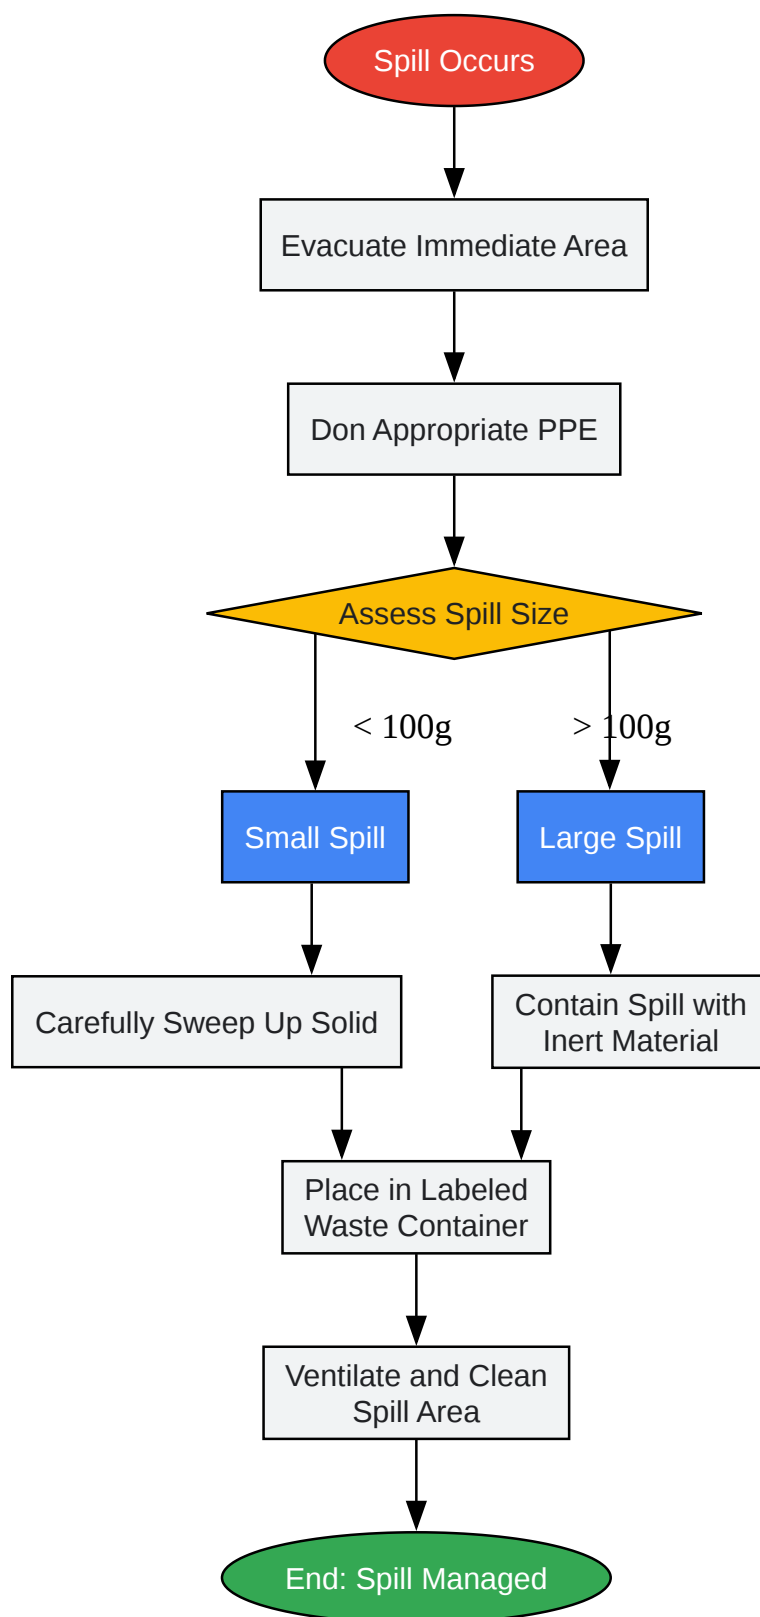 Spill Occurs
Evacuate Immediate Area
Don Appropriate PPE
Assess Spill Size
< 100g
> 100g
Small Spill
Large Spill
Carefully Sweep Up Solid
Contain Spill with
Inert Material
Place in Labeled
Waste Container
Ventilate and Clean
Spill Area
End: Spill Managed